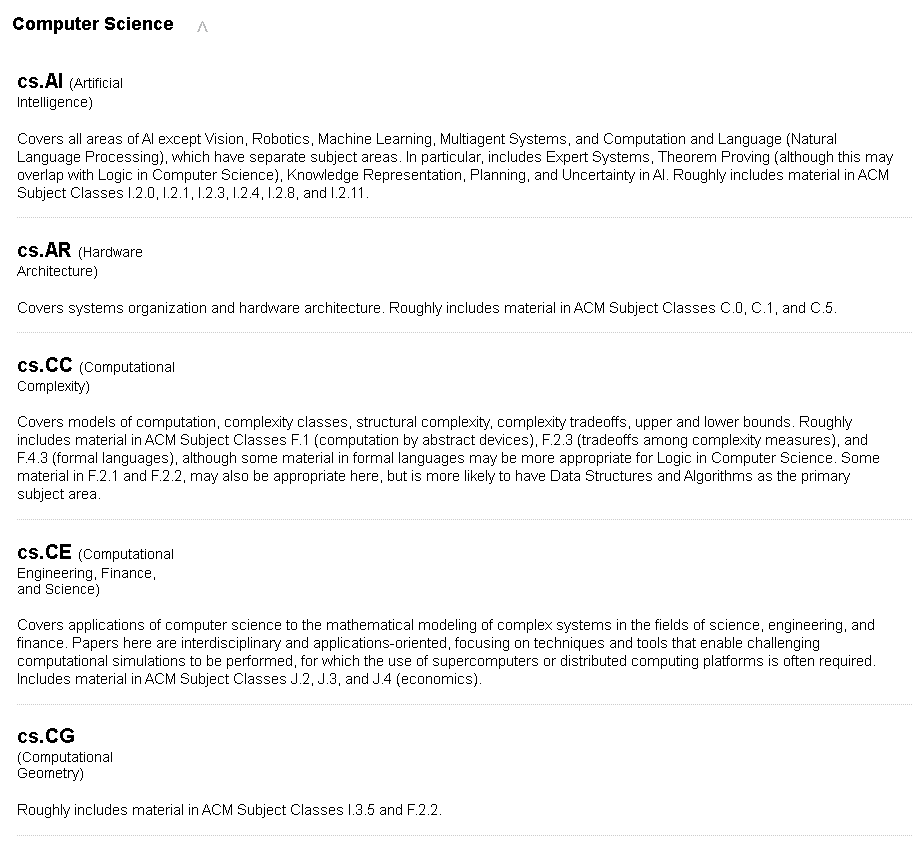 Computer Science ^
cs.AI (Artificial
Intelligence)
Covers all areas of AI except Vision, Robotics, Machine Learning, Multiagent Systems, and Computation and Language (Natural
Language Processing), which have separate subject areas. In particular, includes Expert Systems, Theorem Proving (although this may
overlap with Logic in Computer Science), Knowledge Representation, Planning, and Uncertainty in AI. Roughly includes material in ACM
Subject Classes I.2.0, I.2.1, I.2.3, I.2.4, I.2.8, and I.2.11.
cs.AR (Hardware
Architecture)
Covers systems organization and hardware architecture. Roughly includes material in ACM Subject Classes C.0, C.1, and C.5.
cs.CC (Computational
Complexity)
Covers models of computation, complexity classes, structural complexity, complexity tradeoffs, upper and lower bounds. Roughly
includes material in ACM Subject Classes F.1 (computation by abstract devices), F.2.3 (tradeoffs among complexity measures), and
F.4.3 (formal languages), although some material in formal languages may be more appropriate for Logic in Computer Science. Some
material in F.2.1 and F.2.2, may also be appropriate here, but is more likely to have Data Structures and Algorithms as the primary
subject area.
cs.CE (Computational
Engineering, Finance,
and Science)
Covers applications of computer science to the mathematical modeling of complex systems in the fields of science, engineering, and
finance. Papers here are interdisciplinary and applications-oriented, focusing on techniques and tools that enable challenging
computational simulations to be performed, for which the use of supercomputers or distributed computing platforms is often required.
Includes material in ACM Subject Classes J.2, J.3, and J.4 (economics).
cs.CG
(Computational
Geometry)
Roughly includes material in ACM Subject Classes I.3.5 and F.2.2.